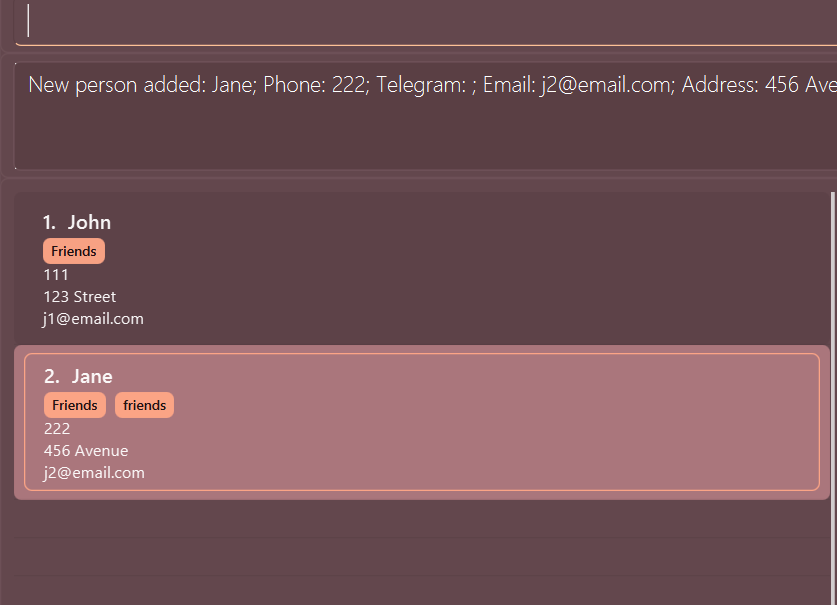 New person added: Jane; Phone: 222; Telegram: ; Email: j2@email.com; Address: 456 Ave
1. John
Friends
111
123 Street
j1@email.com
2. Jane
Friends friends
222
456 Avenue
j2@email.com